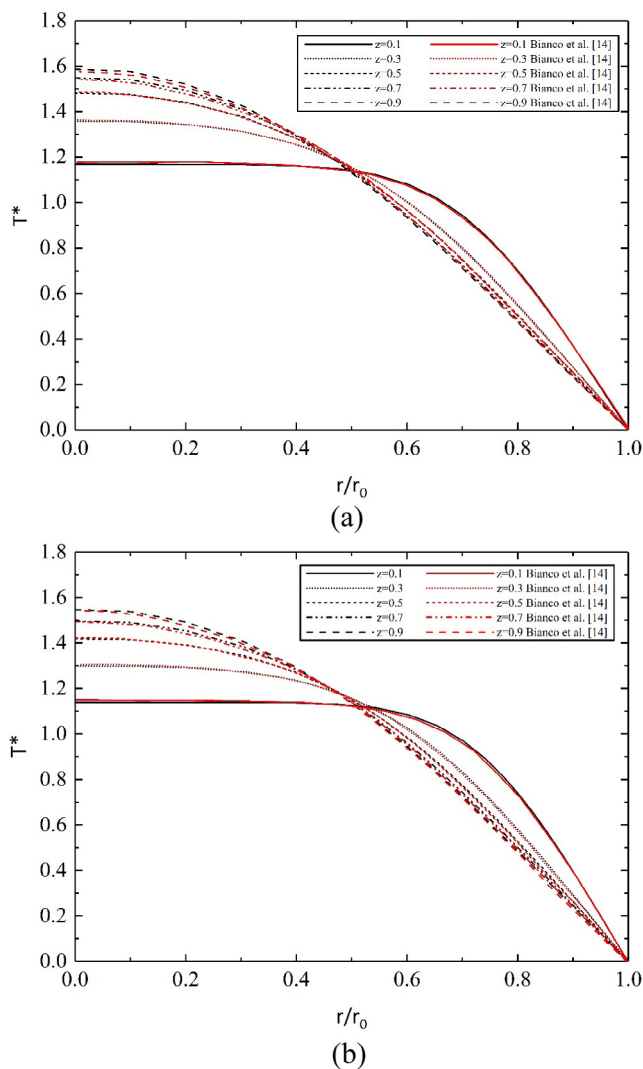 1.8
1.6
1.4
1.2
1.0
0.8
0.6
0.4
0.2
0.0
T*
z=0.1 z=0.1 Bianco et al. [14]
z=0.3 z=0.3 Bianco et al. [14]
z=0.5 z=0.5 Bianco et al. [14]
z=0.7 z=0.7 Bianco et al. [14]
z=0.9 z=0.9 Bianco et al. [14]
0.0 0.2 0.4 0.6 0.8 1.0
r/r0
(a)
2.0
1.8
1.6
1.4
1.2
1.0
0.8
0.6
0.4
0.2
0.0
T*
z=0.1 z=0.1 Bianco et al. [14]
z=0.3 z=0.3 Bianco et al. [14]
z=0.5 z=0.5 Bianco et al. [14]
z=0.7 z=0.7 Bianco et al. [14]
z=0.9 z=0.9 Bianco et al. [14]
0.0 0.2 0.4 0.6 0.8 1.0
r/r0
(b)